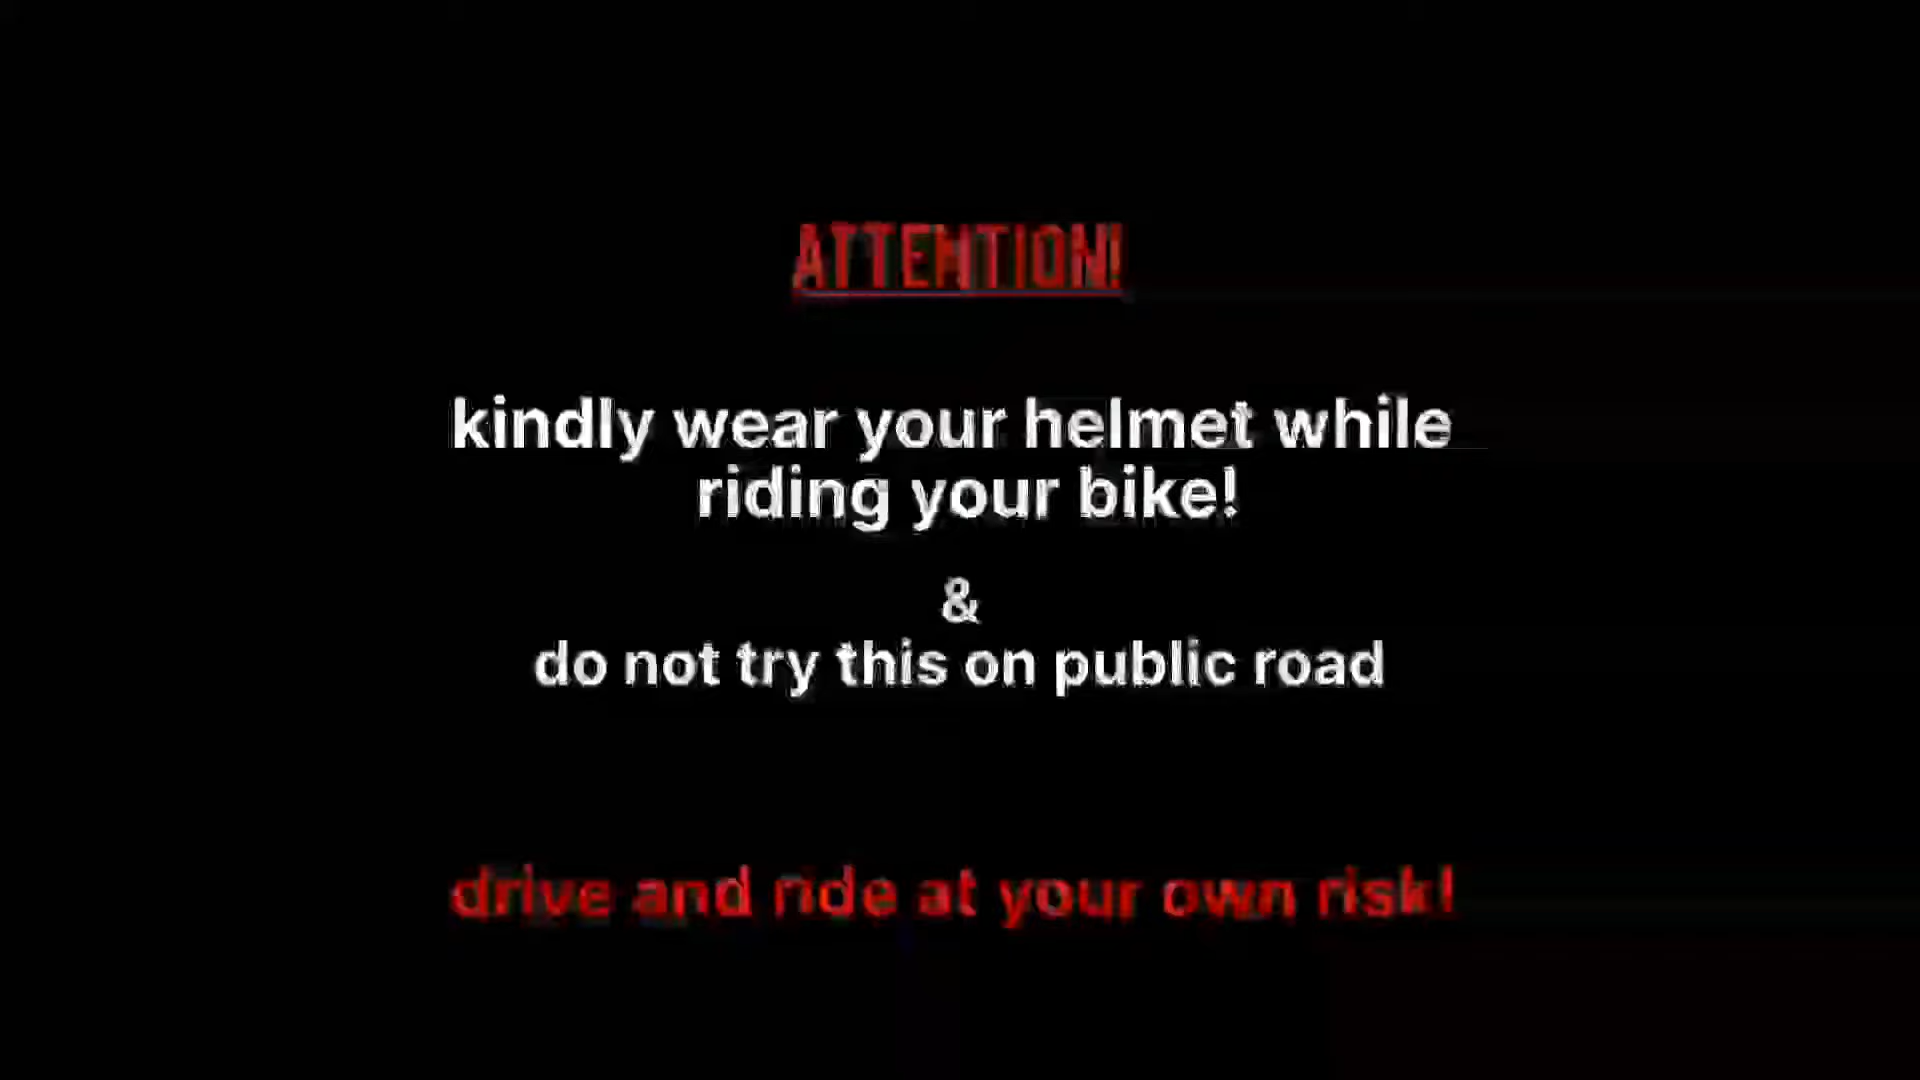 ATTENTION!
kindly wear your helmet while
riding your bike!
&
do not try this on public road
drive and ride at your own risk!